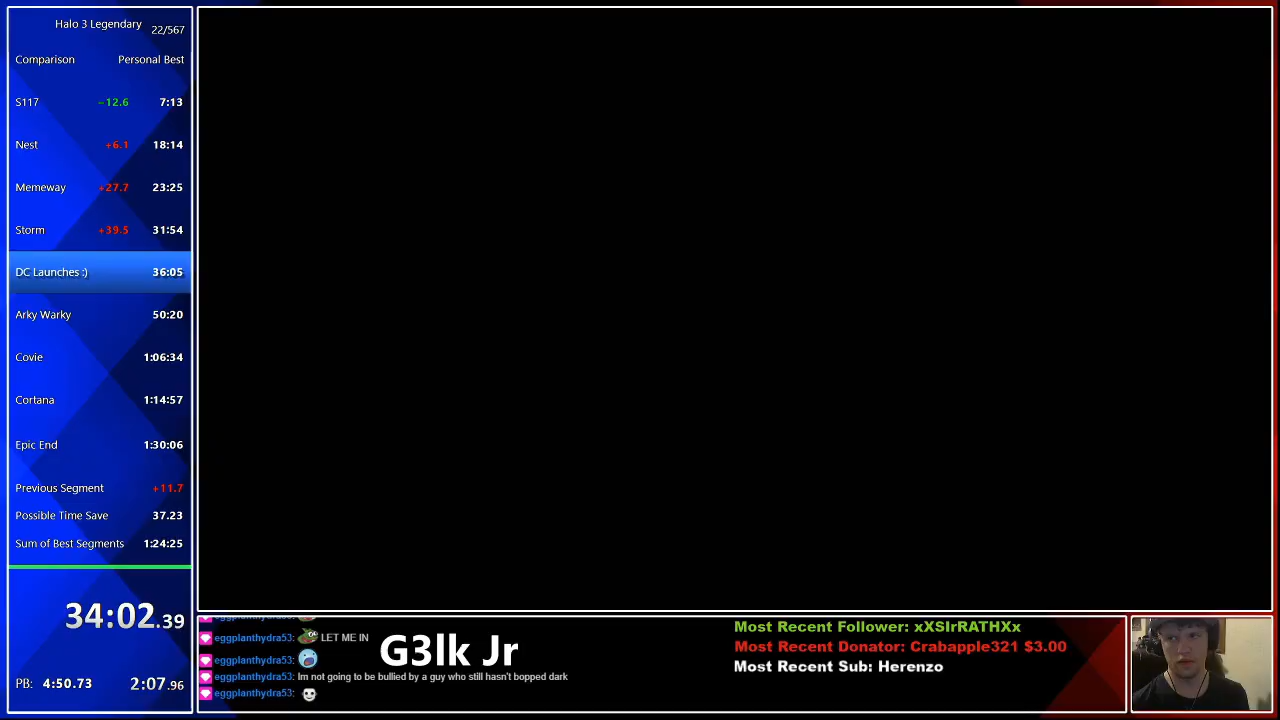 Halo 3 Legendary 22/567
Comparison Personal Best
S117 −12.6 7:13
Nest +6.1 18:14
Memeway +27.7 23:25
Storm +39.5 31:54
DC Launches :) 36:05
Arky Warky 50:20
Covie 1:06:34
Cortana 1:14:57
Epic End 1:30:06
Previous Segment +11.7
Possible Time Save 37.23
Sum of Best Segments 1:24:25
34:02.39
PB: 4:50.73 2:07.96
eggplanthydra53:
eggplanthydra53: LET ME IN
eggplanthydra53:
eggplanthydra53: Im not going to be bullied by a guy who still hasn't bopped dark
eggplanthydra53:
G3lk Jr
Most Recent Follower: xXSIrRATHXx
Most Recent Donator: Crabapple321 $3.00
Most Recent Sub: Herenzo